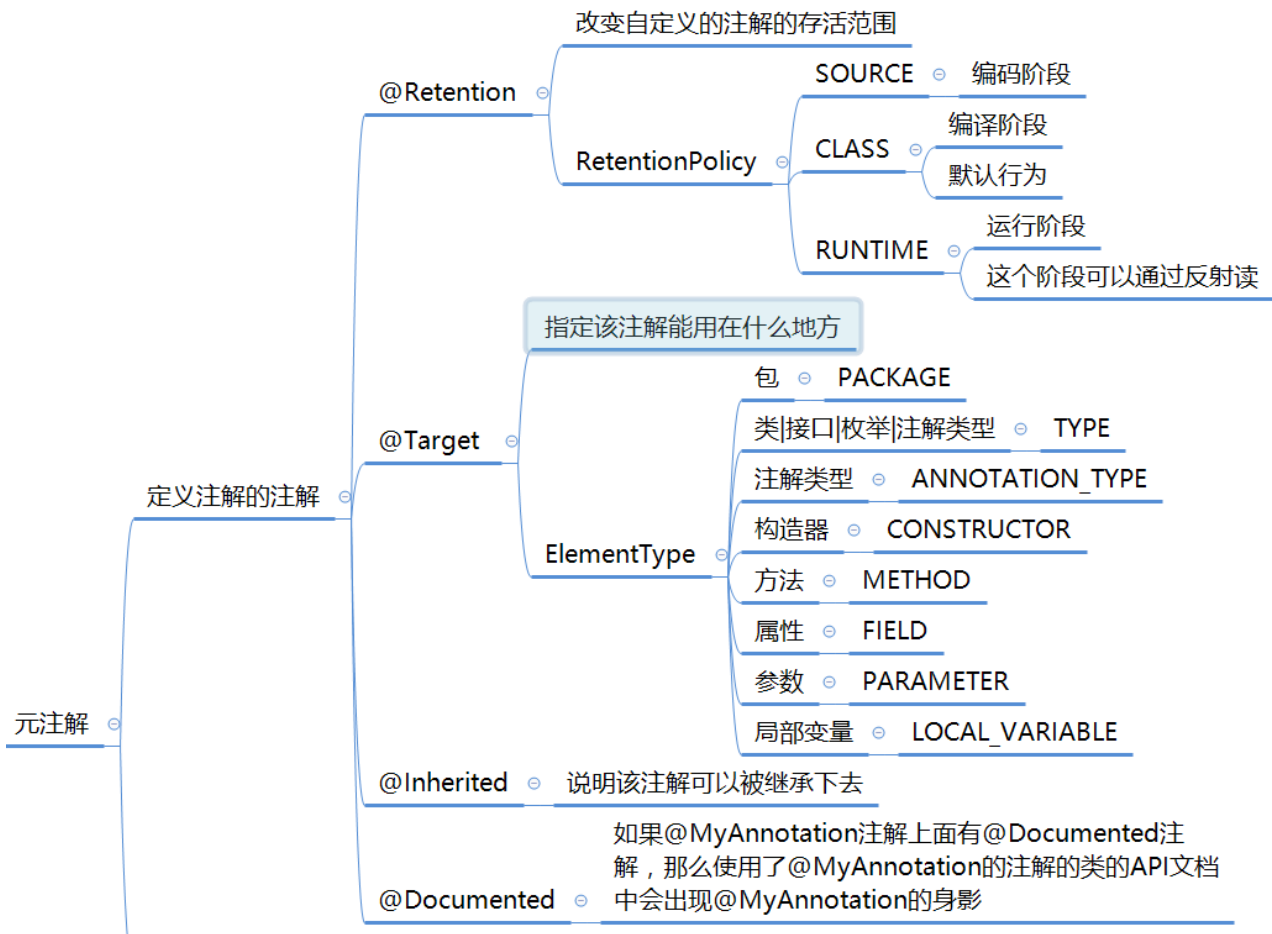 改变自定义的注解的存活范围
@Retention
SOURCE
编码阶段
编译阶段
RetentionPolicy
CLASS
默认行为
运行阶段
RUNTIME
这个阶段可以通过反射读
指定该注解能用在什么地方
包
PACKAGE
@Target
类|接口|枚举|注解类型
TYPE
注解类型
ANNOTATION_TYPE
定义注解的注解
构造器
CONSTRUCTOR
ElementType
方法
METHOD
属性
FIELD
参数
PARAMETER
元注解
局部变量
LOCAL_VARIABLE
@Inherited
说明该注解可以被继承下去
如果@MyAnnotation注解上面有@Documented注
解，那么使用了@MyAnnotation的注解的类的API文档
@Documented
中会出现@MyAnnotation的身影